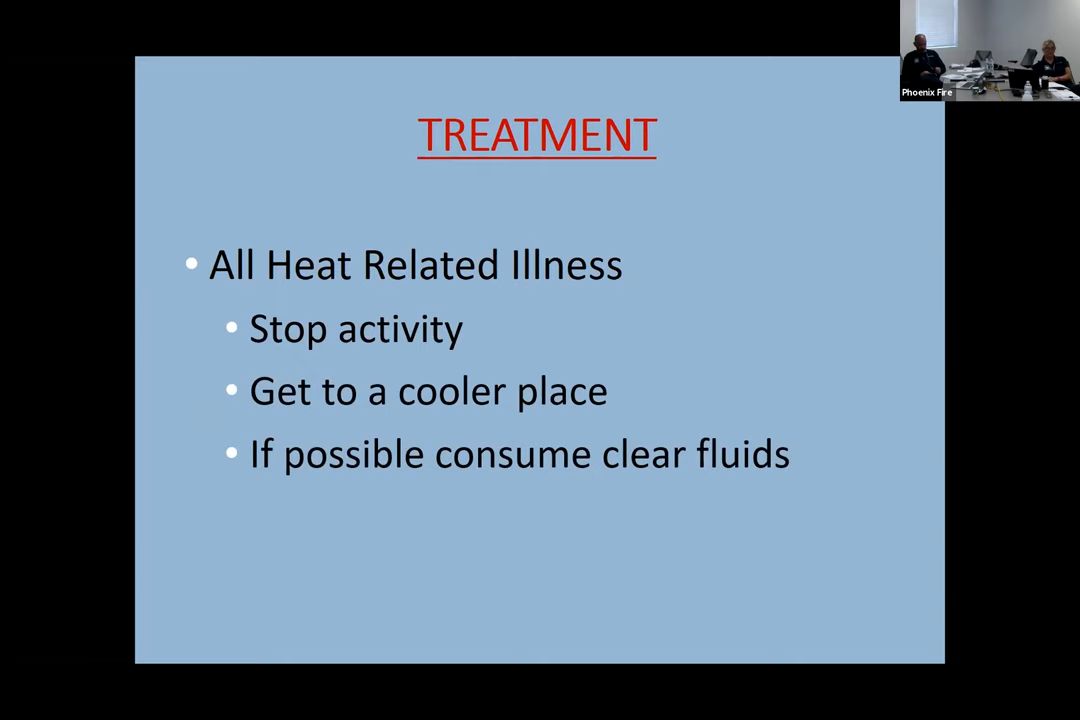 Phoenix Fire
TREATMENT
• All Heat Related Illness
• Stop activity
• Get to a cooler place
• If possible consume clear fluids